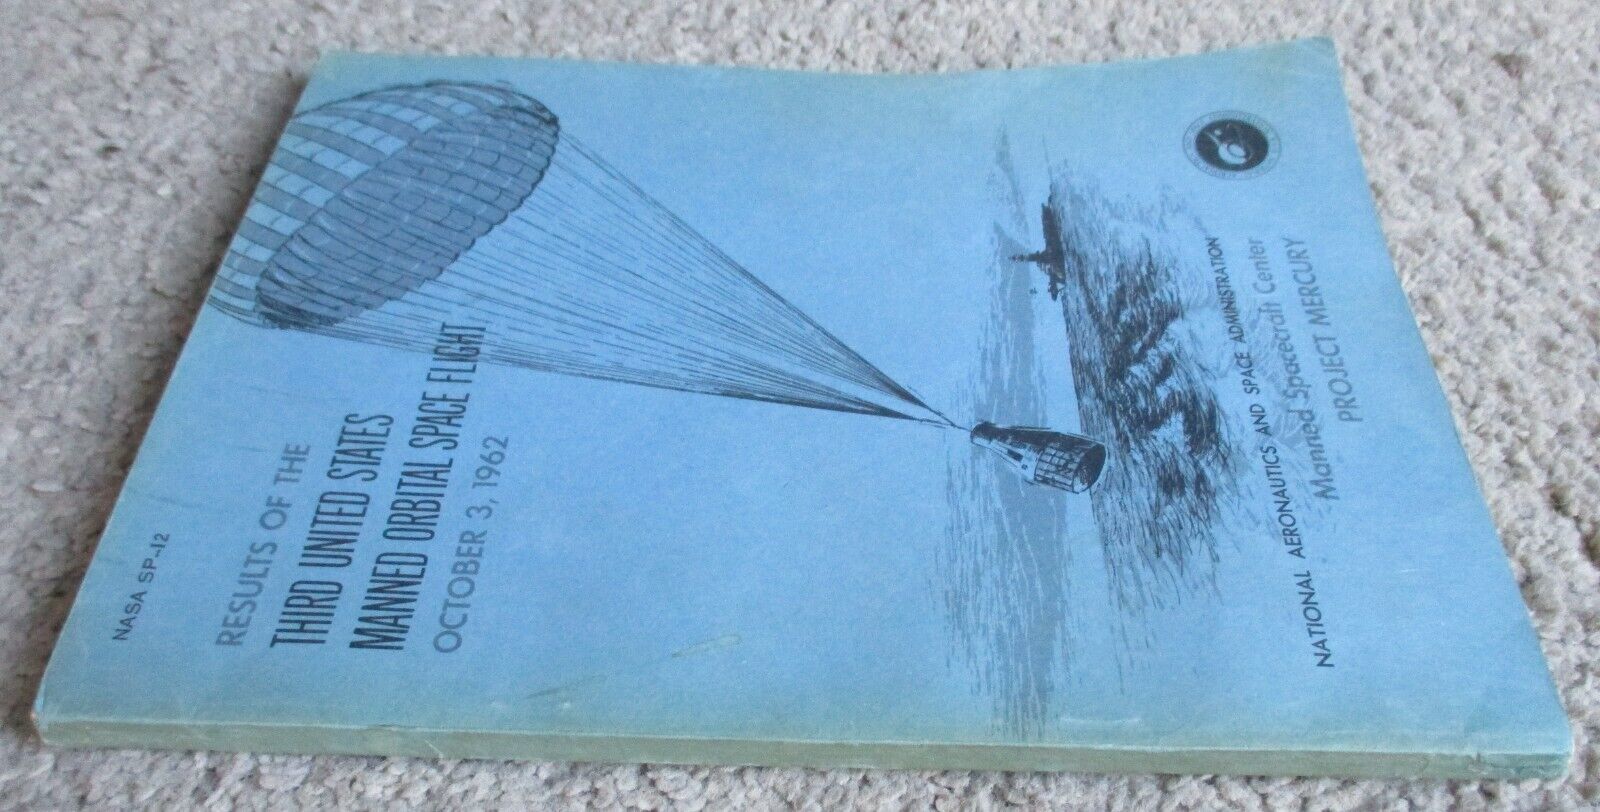 NASA SP-12
RESULTS OF THE
THIRD UNITED STATES
MANNED ORBITAL SPACE FLIGHT
OCTOBER 3, 1962
NATIONAL AERONAUTICS AND SPACE ADMINISTRATION
Manned Spacecraft Center
PROJECT MERCURY